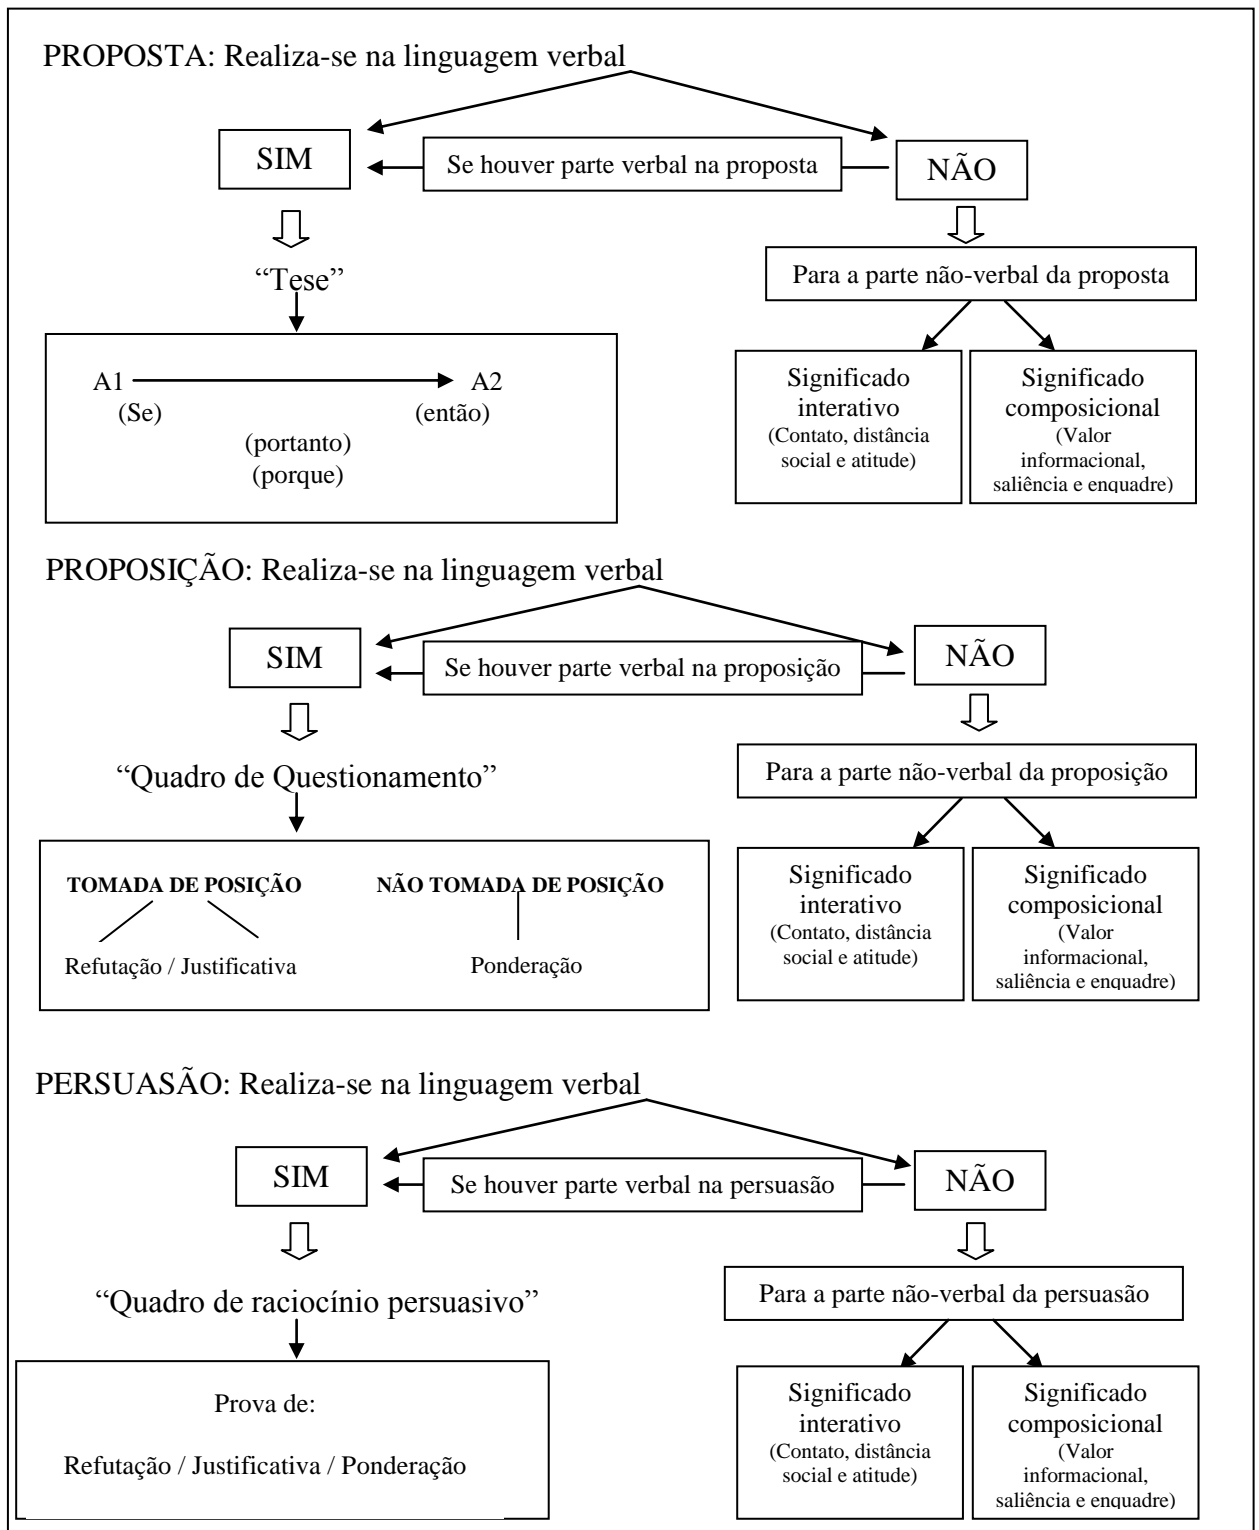 PROPOSTA: Realiza-se na linguagem verbal
SIM
Se houver parte verbal na proposta
NÃO
“Tese”
Para a parte não-verbal da proposta
A1
A2
(Se)
(então)
(portanto)
(porque)
Significado
interativo
(Contato, distância
social e atitude)
Significado
composicional
(Valor
informacional,
saliência e enquadre)
PROPOSIÇÃO: Realiza-se na linguagem verbal
SIM
Se houver parte verbal na proposição
NÃO
“Quadro de Questionamento”
Para a parte não-verbal da proposição
TOMADA DE POSIÇÃO
NÃO TOMADA DE POSIÇÃO
Refutação / Justificativa
Ponderação
Significado
interativo
(Contato, distância
social e atitude)
Significado
composicional
(Valor
informacional,
saliência e enquadre)
PERSUASÃO: Realiza-se na linguagem verbal
SIM
Se houver parte verbal na persuasão
NÃO
“Quadro de raciocínio persuasivo”
Para a parte não-verbal da persuasão
Prova de:
Refutação / Justificativa / Ponderação
Significado
interativo
(Contato, distância
social e atitude)
Significado
composicional
(Valor
informacional,
saliência e enquadre)